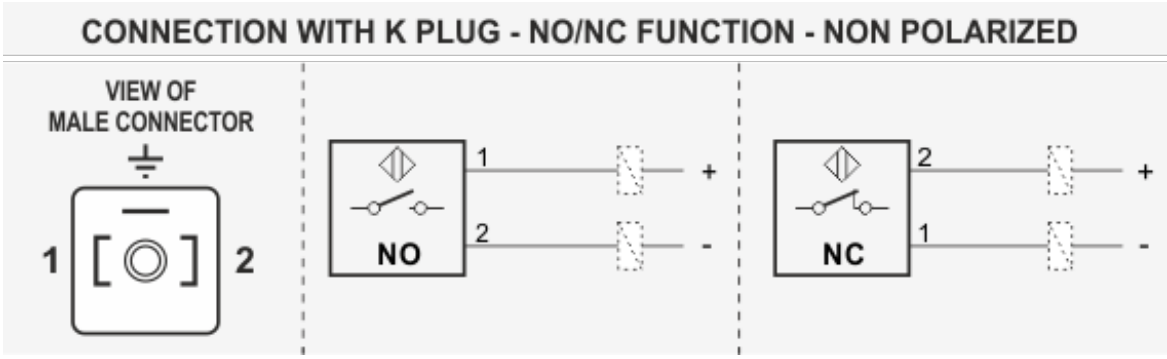 CONNECTION WITH K PLUG - NO/NC FUNCTION - NON POLARIZED
VIEW OF
MALE CONNECTOR
1
2
1
+
2
-
NO
2
+
1
-
NC